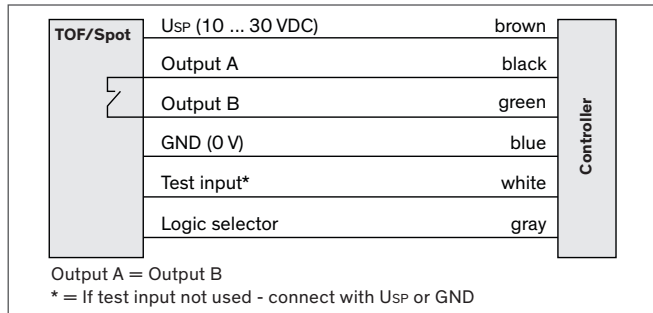 TOF/Spot
USP (10 ... 30 VDC) brown
Output A black
Output B green
GND (0 V) blue
Test input* white
Logic selector gray
Controller
Output A = Output B
* = If test input not used - connect with USP or GND